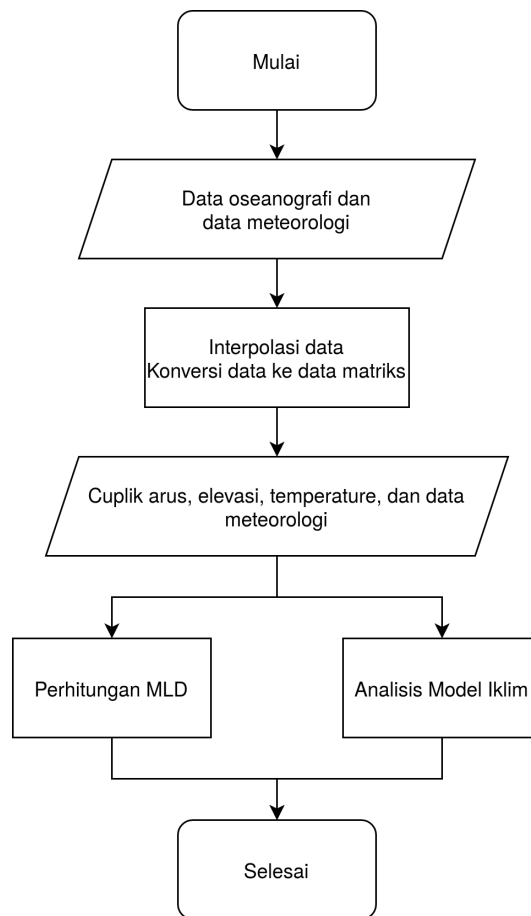 Mulai
Data oseanografi dan
data meteorologi
Interpolasi data
Konversi data ke data matriks
Cuplik arus, elevasi, temperature, dan data
meteorologi
Perhitungan MLD
Analisis Model Iklim
Selesai